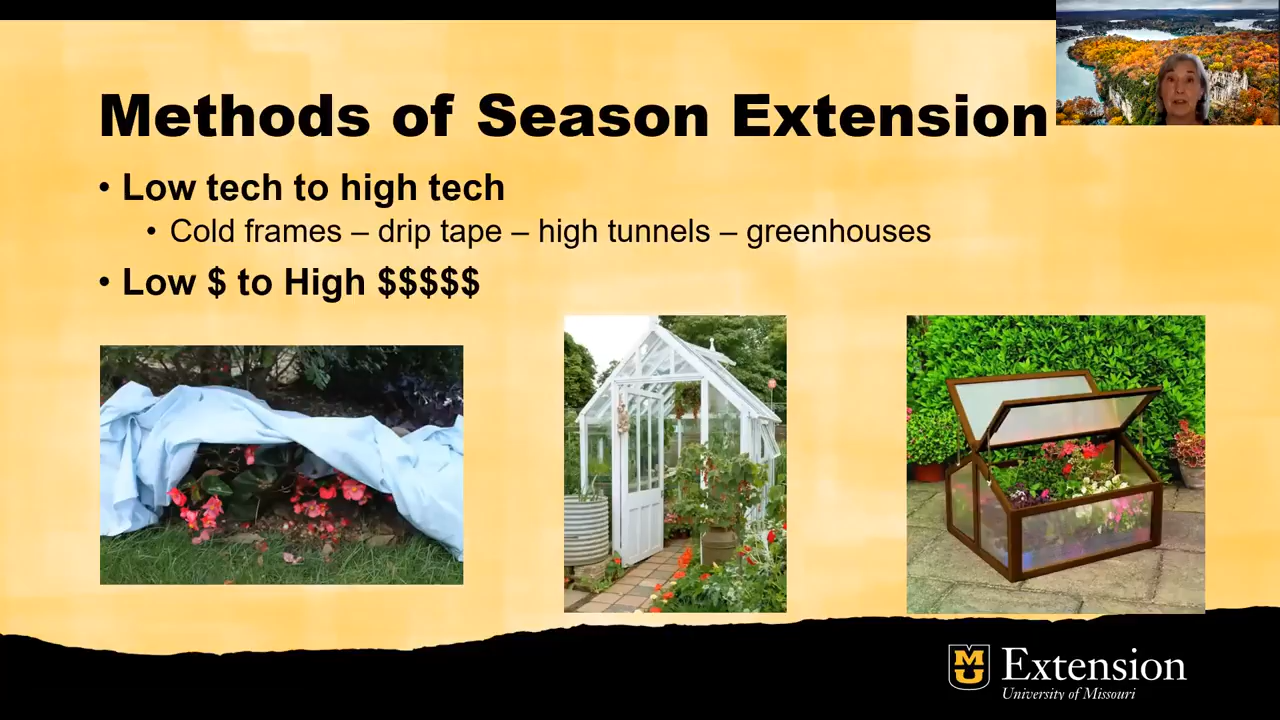 Methods of Season Extension
• Low tech to high tech
• Cold frames – drip tape – high tunnels – greenhouses
• Low $ to High $$$$$
MU Extension
University of Missouri